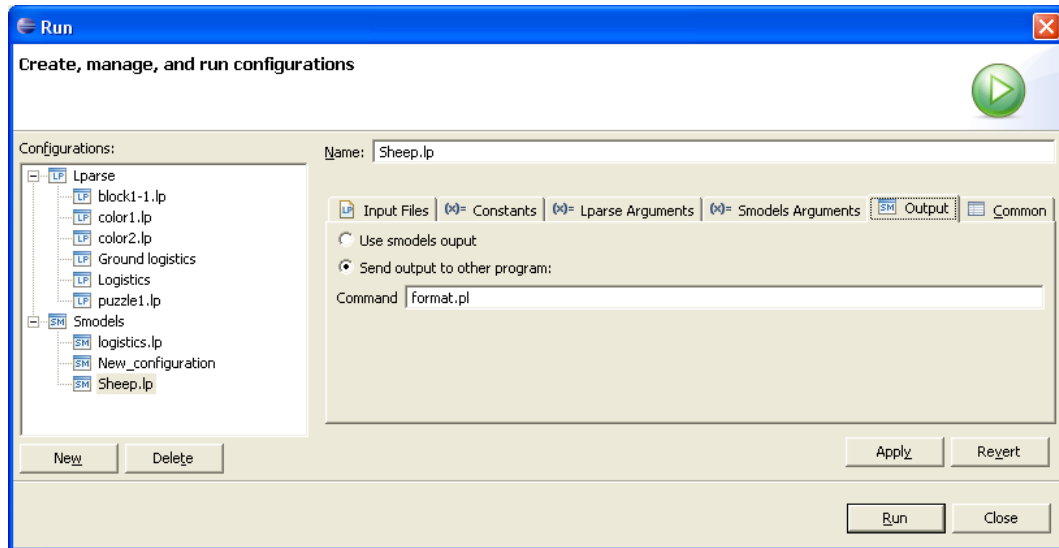 Run
Create, manage, and run configurations
Configurations:
Lparse
block1-1.lp
color1.lp
color2.lp
Ground logistics
Logistics
puzzle1.lp
Smodels
logistics.lp
New_configuration
Sheep.lp
New Delete
Name: Sheep.lp
Input Files (x)= Constants (x)= Lparse Arguments (x)= Smodels Arguments Output Common
Use smodels ouput
Send output to other program:
Command format.pl
Apply Revert
Run Close